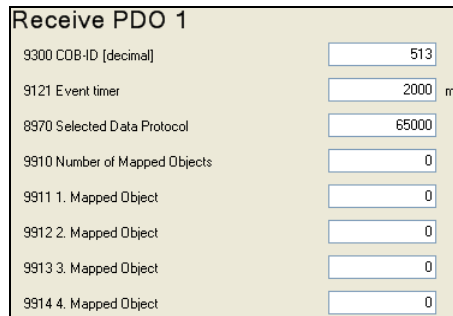 Receive PDO 1
9300 COB-ID [decimal] 513
9121 Event timer 2000 m
8970 Selected Data Protocol 65000
9910 Number of Mapped Objects 0
9911 1. Mapped Object 0
9912 2. Mapped Object 0
9913 3. Mapped Object 0
9914 4. Mapped Object 0